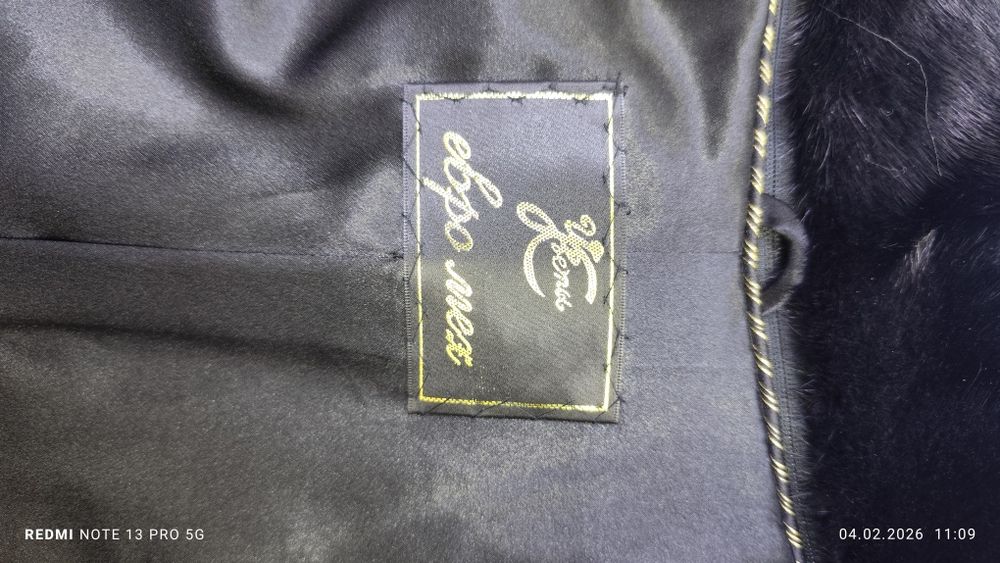 евро мех
REDMI NOTE 13 PRO 5G
04.02.2026 11:09